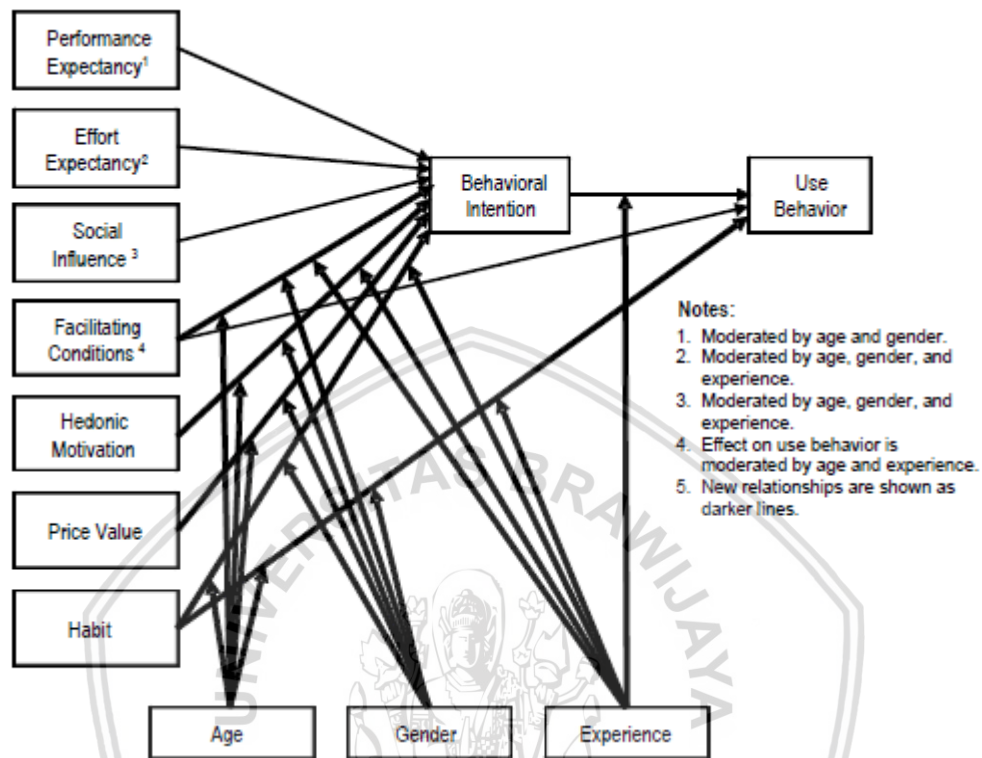 Performance
Expectancy¹
Effort
Expectancy²
Social
Influence ³
Facilitating
Conditions ⁴
Hedonic
Motivation
Price Value
Habit
Behavioral
Intention
Use
Behavior
Notes:
1. Moderated by age and gender.
2. Moderated by age, gender, and
experience.
3. Moderated by age, gender, and
experience.
4. Effect on use behavior is
moderated by age and experience.
5. New relationships are shown as
darker lines.
UNIVERSITAS BRAWIJAYA
Age
Gender
Experience